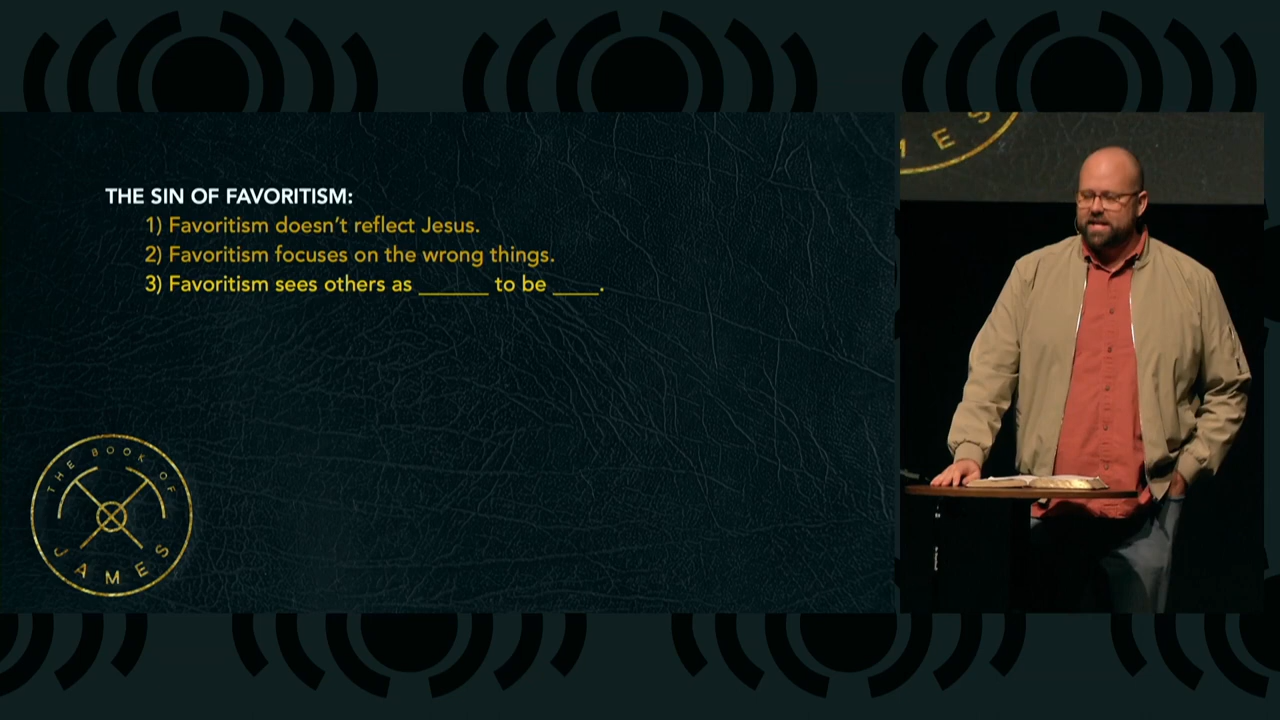 THE SIN OF FAVORITISM:
1) Favoritism doesn’t reflect Jesus.
2) Favoritism focuses on the wrong things.
3) Favoritism sees others as ______ to be ____.
THE BOOK OF
JAMES
MES